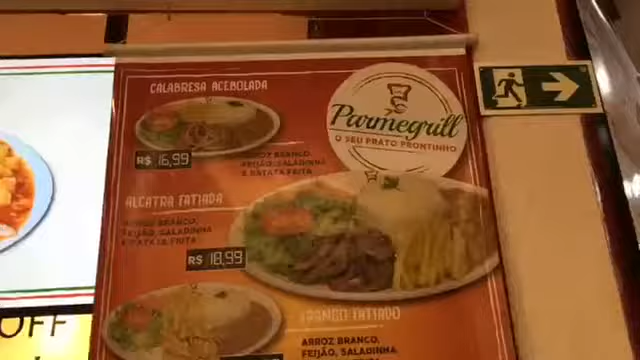 CALABRESA ACEBOLADA
R$ 16,99
ARROZ BRANCO,
FEIJÃO, SALADINHA
E BATATA FRITA
Parmegrill
O SEU PRATO PRONTINHO
ALCATRA FATIADA
ARROZ BRANCO,
FEIJÃO, SALADINHA
E BATATA FRITA
R$ 18,99
FRANGO FATIADO
ARROZ BRANCO,
FEIJÃO, SALADINHA
OFF